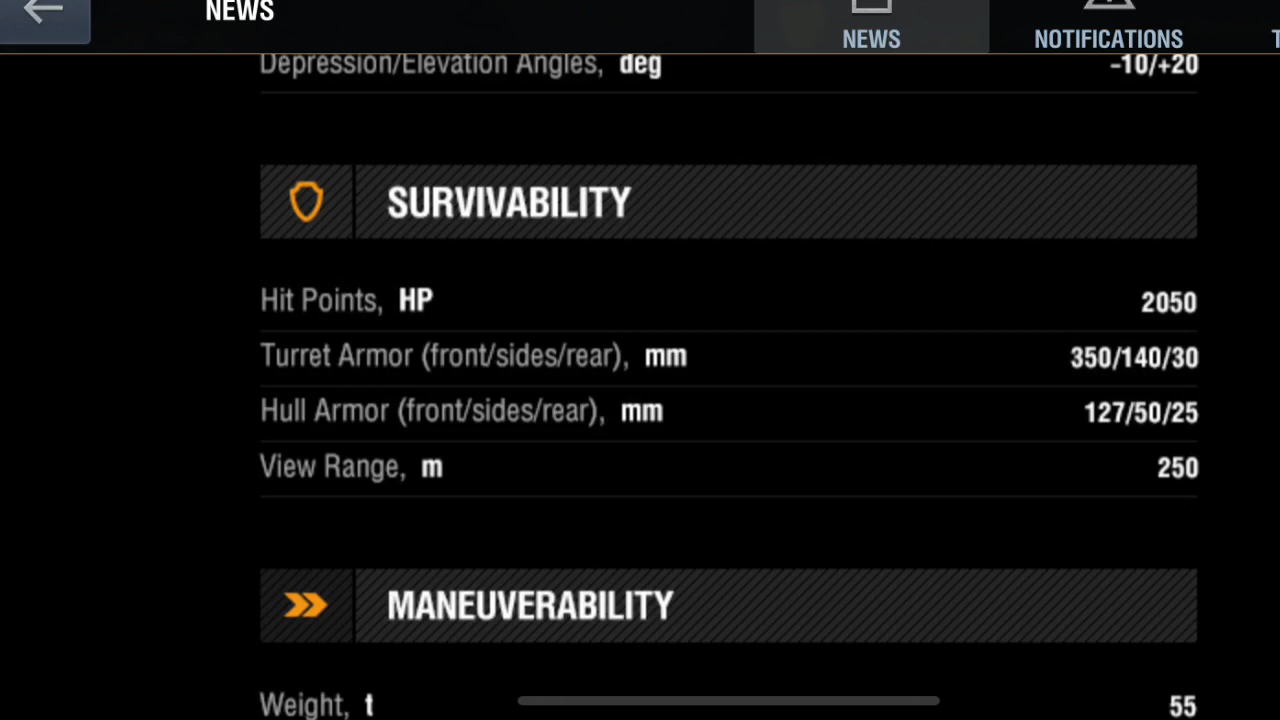 NEWS
NEWS
NOTIFICATIONS
Depression/Elevation Angles, deg -10/+20
SURVIVABILITY
Hit Points, HP 2050
Turret Armor (front/sides/rear), mm 350/140/30
Hull Armor (front/sides/rear), mm 127/50/25
View Range, m 250
MANEUVERABILITY
Weight, t 55